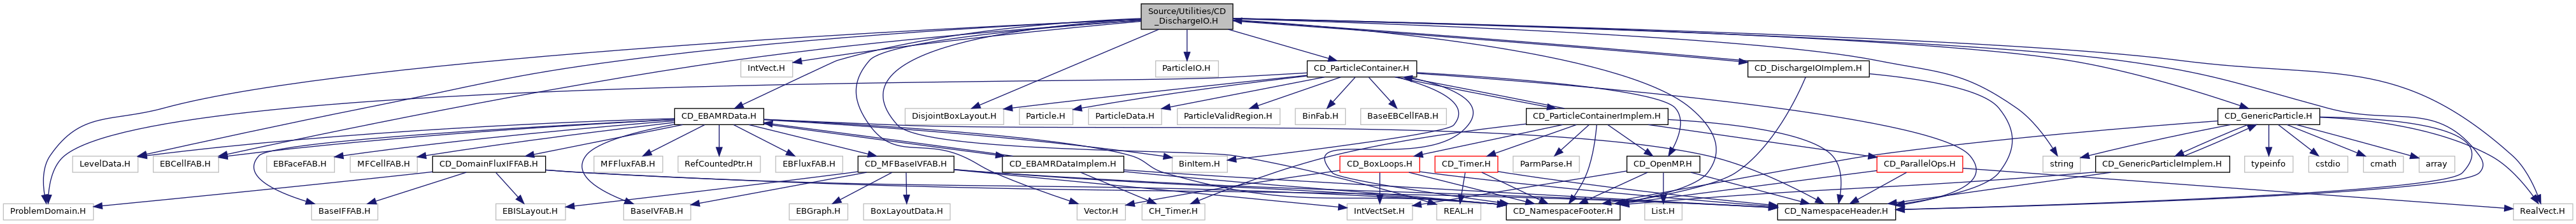 Source/Utilities/CD
_DischargeIO.H
IntVect.H
ParticleIO.H
CD_ParticleContainer.H
CD_DischargeIOImplem.H
CD_EBAMRData.H
DisjointBoxLayout.H
Particle.H
ParticleData.H
ParticleValidRegion.H
BinFab.H
BaseEBCellFAB.H
CD_ParticleContainerImplem.H
CD_GenericParticle.H
LevelData.H
EBCellFAB.H
EBFaceFAB.H
MFCellFAB.H
CD_DomainFluxIFFAB.H
MFFluxFAB.H
RefCountedPtr.H
EBFluxFAB.H
CD_MFBaseIVFAB.H
CD_EBAMRDataImplem.H
BinItem.H
CD_BoxLoops.H
CD_Timer.H
ParmParse.H
CD_OpenMP.H
CD_ParallelOps.H
string
CD_GenericParticleImplem.H
typeinfo
cstdio
cmath
array
ProblemDomain.H
BaseIFFAB.H
EBISLayout.H
BaseIVFAB.H
EBGraph.H
BoxLayoutData.H
Vector.H
CH_Timer.H
IntVectSet.H
REAL.H
CD_NamespaceFooter.H
List.H
CD_NamespaceHeader.H
RealVect.H